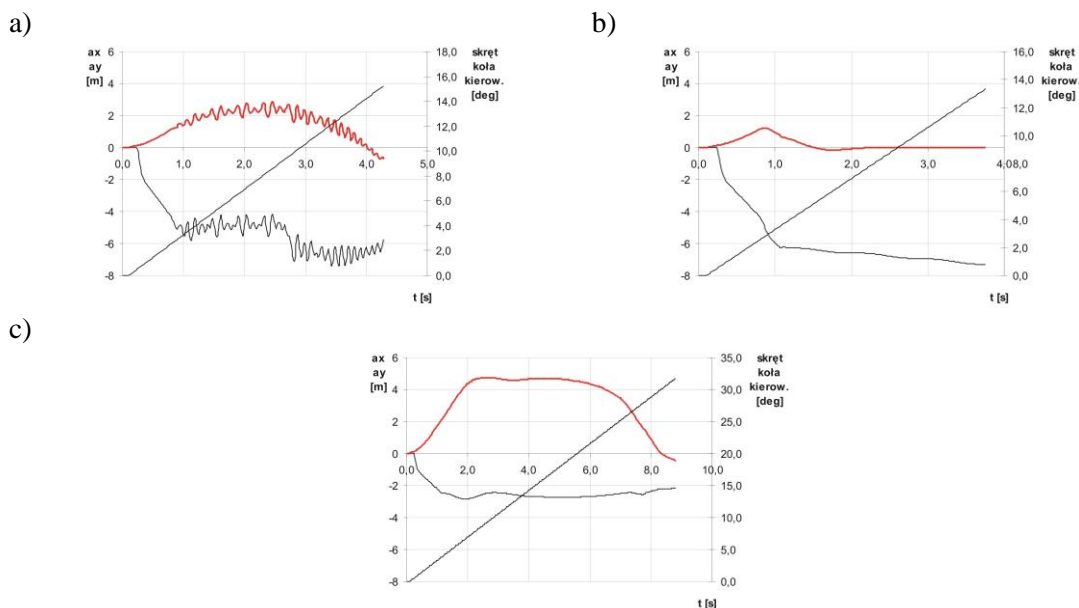 a)
ax
ay
[m]
6
4
2
0
-2
-4
-6
-8
0,0
1,0
2,0
3,0
4,0
5,0
18,0
16,0
14,0
12,0
10,0
8,0
6,0
4,0
2,0
0,0
skręt
koła
kierow.
[deg]
t [s]
b)
ax
ay
[m]
6
4
2
0
-2
-4
-6
-8
0,0
1,0
2,0
3,0
4,0
16,0
14,0
12,0
10,0
8,0
6,0
4,0
2,0
0,0
skręt
koła
kierow.
[deg]
t [s]
c)
ax
ay
[m]
6
4
2
0
-2
-4
-6
-8
0,0
2,0
4,0
6,0
8,0
10,0
35,0
30,0
25,0
20,0
15,0
10,0
5,0
0,0
skręt
koła
kierow.
[deg]
t [s]